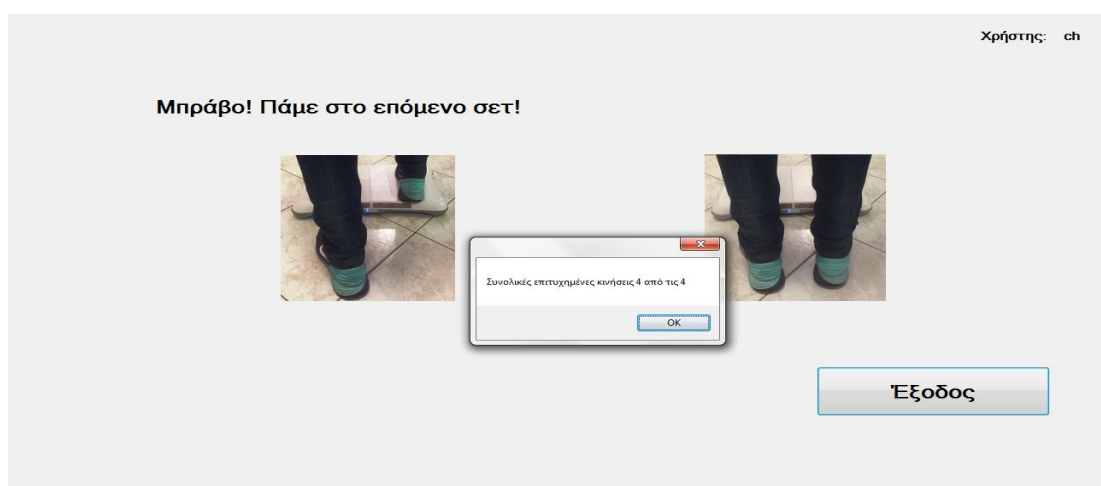 Χρήστης: ch
Μπράβο! Πάμε στο επόμενο σετ!
Συνολικές επιτυχημένες κινήσεις 4 από τις 4
OK
Έξοδος